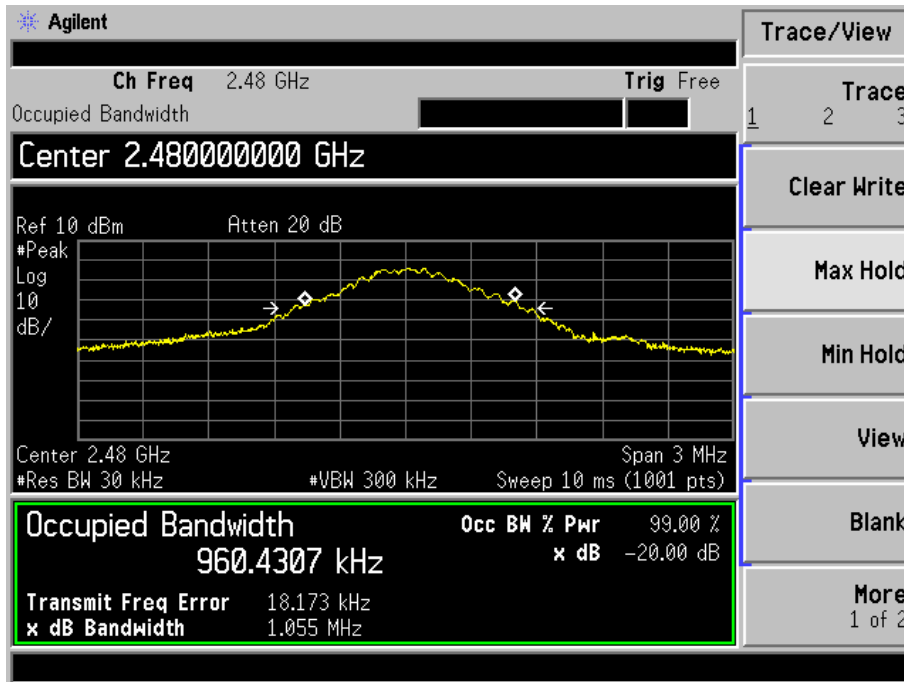 Agilent
Trace/View
Ch Freq 2.48 GHz Trig Free
Occupied Bandwidth
Trace
1 2 3
Center 2.480000000 GHz
Clear Write
Ref 10 dBm Atten 20 dB
#Peak
Log
10
dB/
Max Hold
Min Hold
View
Center 2.48 GHz Span 3 MHz
#Res BW 30 kHz #VBW 300 kHz Sweep 10 ms (1001 pts)
Occupied Bandwidth Occ BW % Pwr 99.00 %
960.4307 kHz x dB -20.00 dB
Blank
Transmit Freq Error 18.173 kHz
x dB Bandwidth 1.055 MHz
More
1 of 2